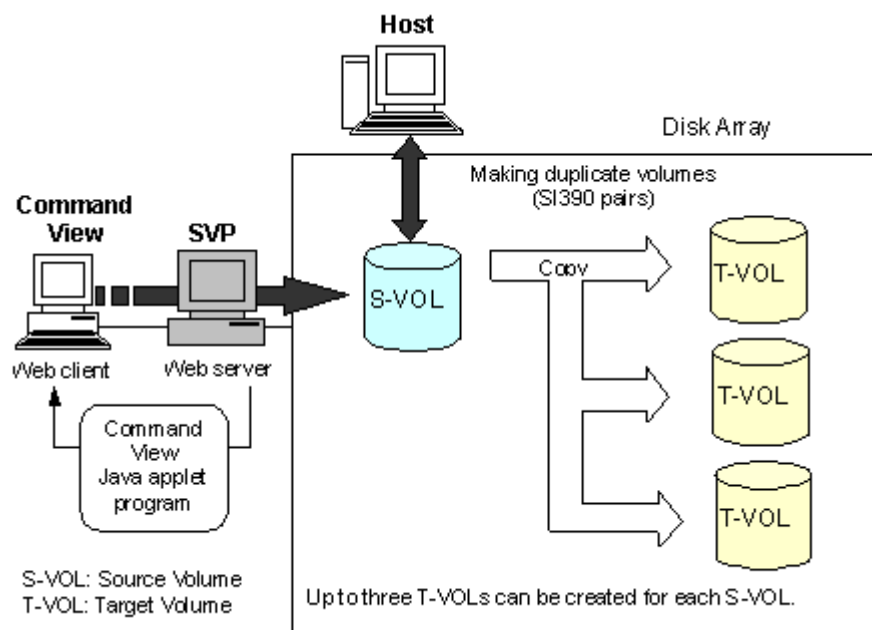 Host
Disk Array
Making duplicate volumes
(SI390 pairs)
Command
View
SVP
S-VOL
Copy
T-VOL
T-VOL
T-VOL
Web client
Web server
Command
View
Java applet
program
S-VOL: Source Volume
T-VOL: Target Volume
Up to three T-VOLs can be created for each S-VOL.